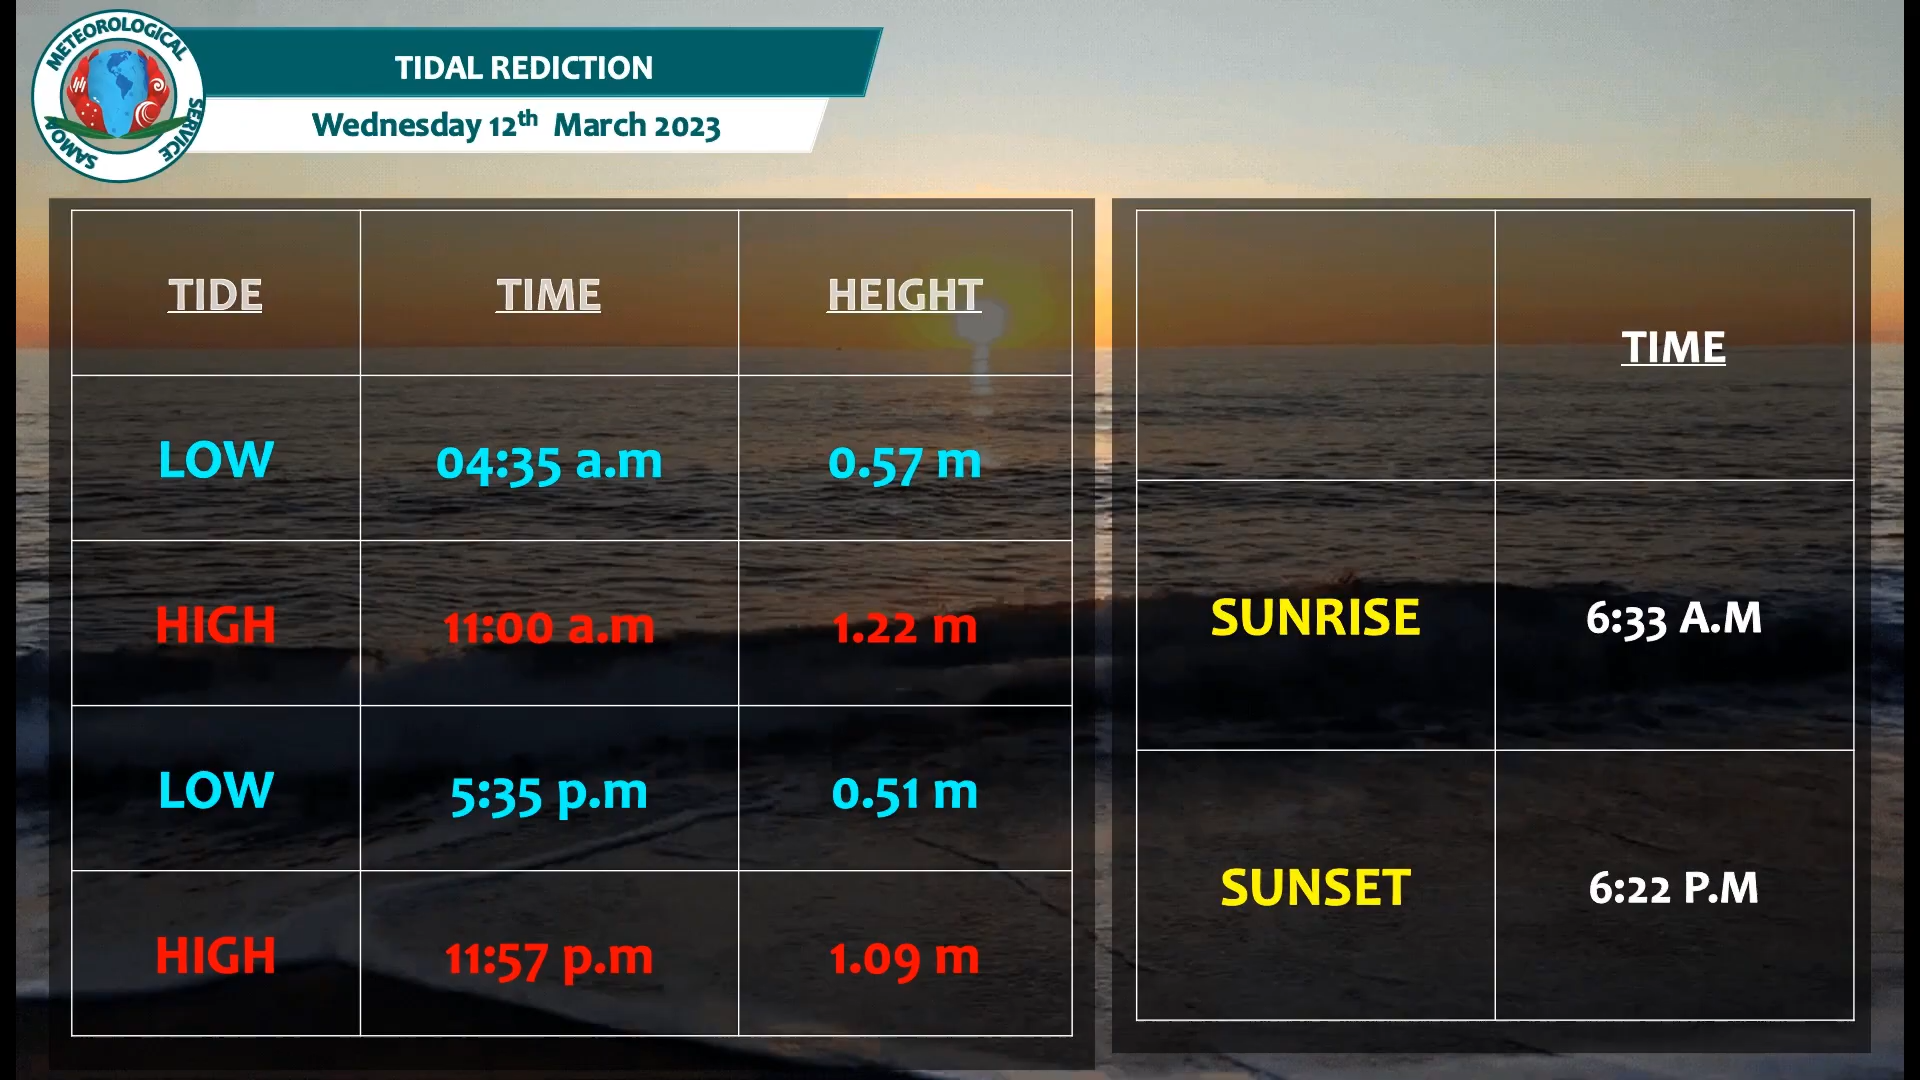 METEOROLOGICAL
SERVICE
SAMOA
TIDAL REDICTION
Wednesday 12th March 2023
TIDE TIME HEIGHT
LOW 04:35 a.m 0.57 m
HIGH 11:00 a.m 1.22 m
LOW 5:35 p.m 0.51 m
HIGH 11:57 p.m 1.09 m
TIME
SUNRISE 6:33 A.M
SUNSET 6:22 P.M